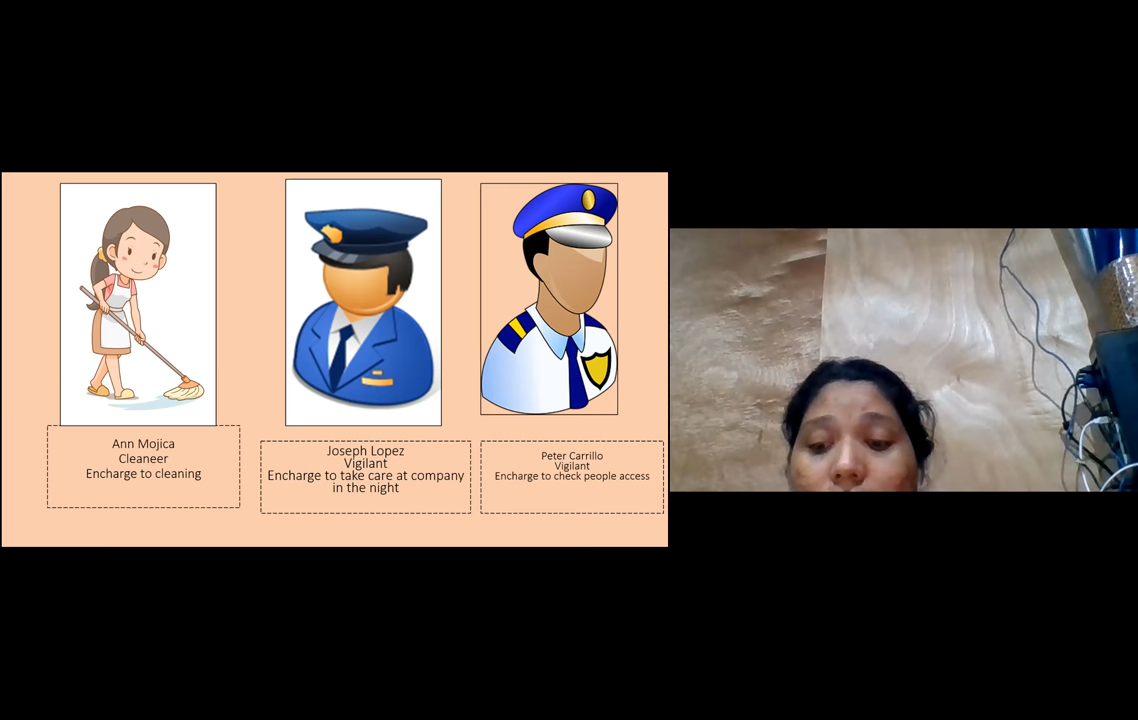 Ann Mojica
Cleaneer
Encharge to cleaning
Joseph Lopez
Vigilant
Encharge to take care at company
in the night
Peter Carrillo
Vigilant
Encharge to check people access